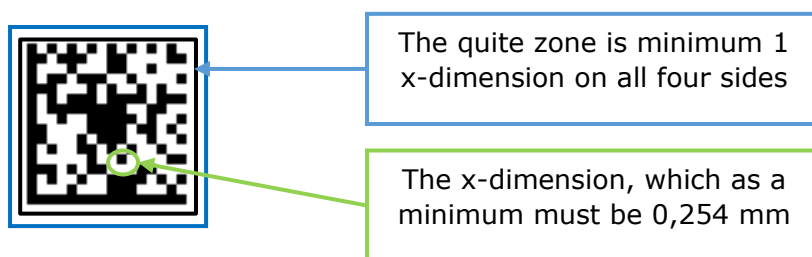 The quite zone is minimum 1
x-dimension on all four sides
The x-dimension, which as a
minimum must be 0,254 mm